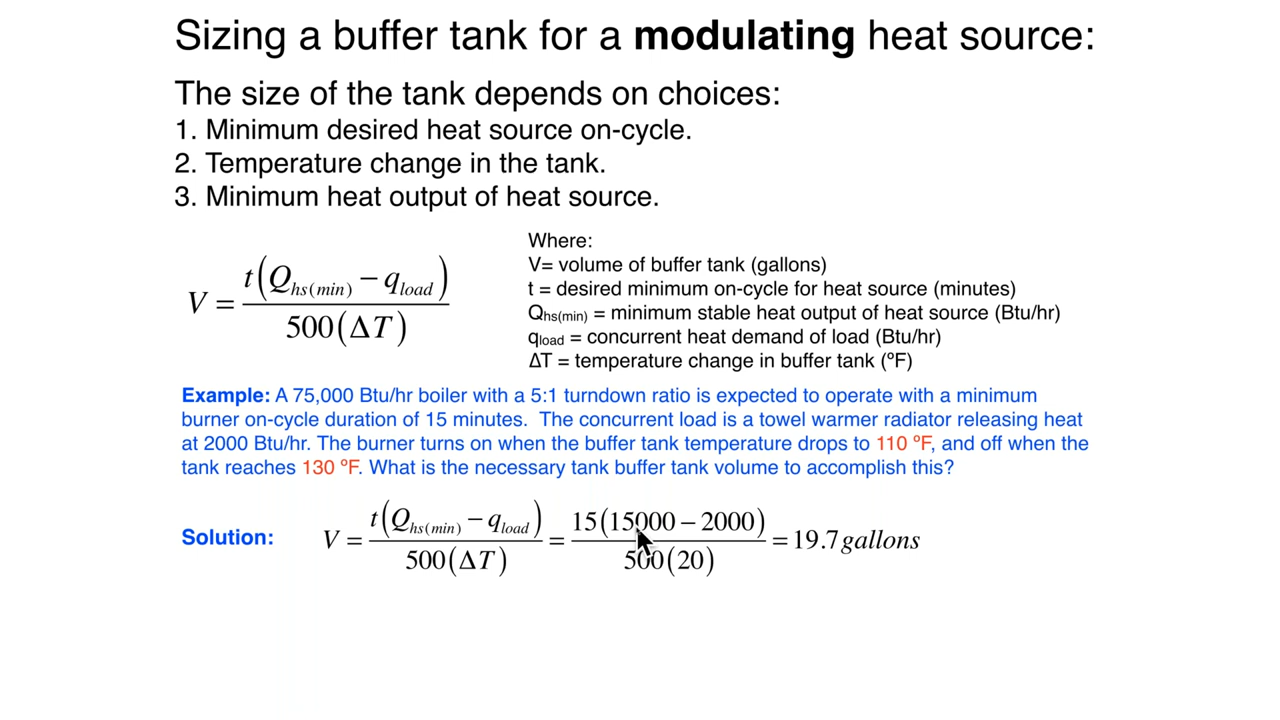 Sizing a buffer tank for a modulating heat source:
The size of the tank depends on choices:
1. Minimum desired heat source on-cycle.
2. Temperature change in the tank.
3. Minimum heat output of heat source.
V = t(Qhs(min) − qload) / 500(ΔT)
Where:
V= volume of buffer tank (gallons)
t = desired minimum on-cycle for heat source (minutes)
Qhs(min) = minimum stable heat output of heat source (Btu/hr)
qload = concurrent heat demand of load (Btu/hr)
ΔT = temperature change in buffer tank (ºF)
Example: A 75,000 Btu/hr boiler with a 5:1 turndown ratio is expected to operate with a minimum
burner on-cycle duration of 15 minutes. The concurrent load is a towel warmer radiator releasing heat
at 2000 Btu/hr. The burner turns on when the buffer tank temperature drops to 110 ºF, and off when the
tank reaches 130 ºF. What is the necessary tank buffer tank volume to accomplish this?
Solution: V = t(Qhs(min) − qload) / 500(ΔT) = 15(15000 − 2000) / 500(20) = 19.7gallons